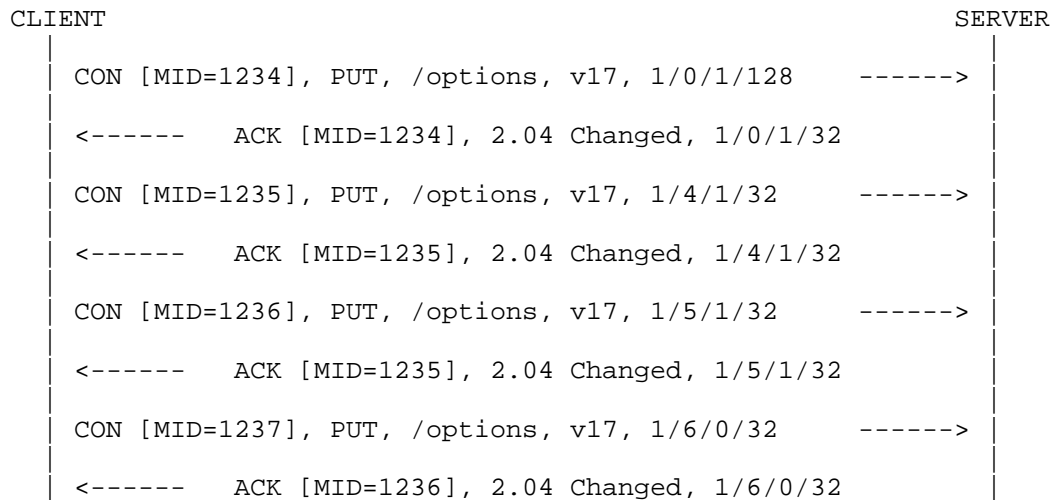 CLIENT SERVER
| |
| CON [MID=1234], PUT, /options, v17, 1/0/1/128 ------> |
| |
| <------ ACK [MID=1234], 2.04 Changed, 1/0/1/32 |
| |
| CON [MID=1235], PUT, /options, v17, 1/4/1/32 ------> |
| |
| <------ ACK [MID=1235], 2.04 Changed, 1/4/1/32 |
| |
| CON [MID=1236], PUT, /options, v17, 1/5/1/32 ------> |
| |
| <------ ACK [MID=1235], 2.04 Changed, 1/5/1/32 |
| |
| CON [MID=1237], PUT, /options, v17, 1/6/0/32 ------> |
| |
| <------ ACK [MID=1236], 2.04 Changed, 1/6/0/32 |